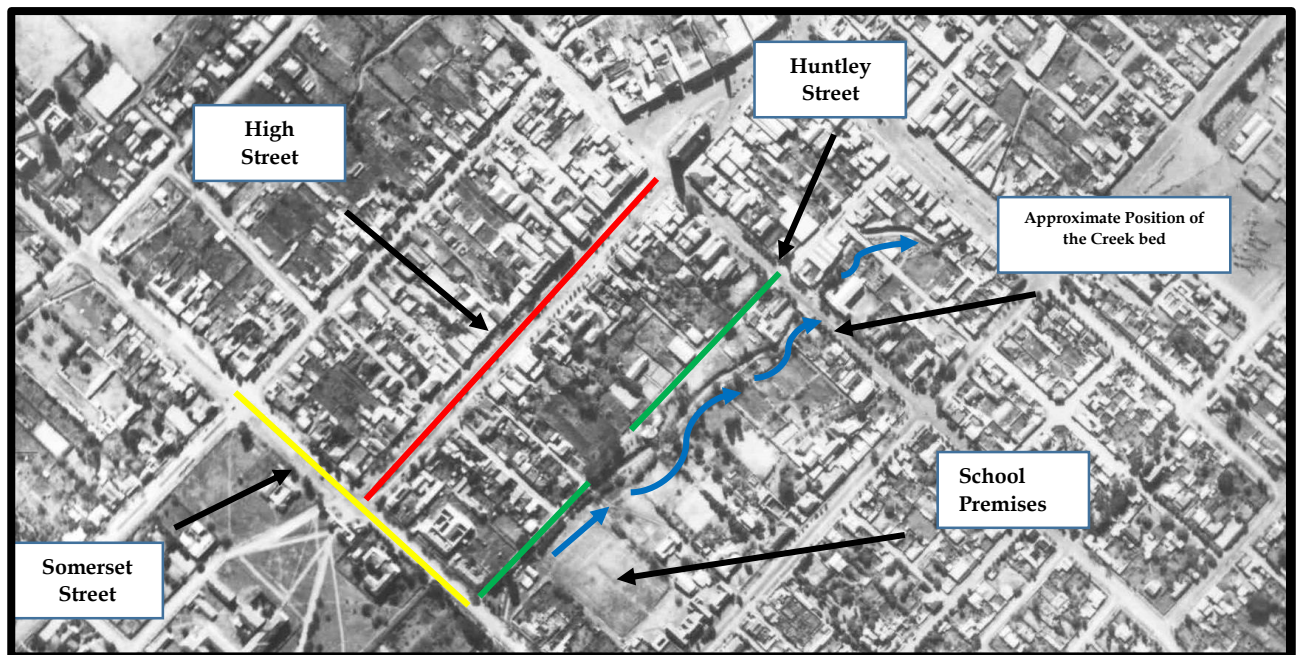 Huntley
Street
High
Street
Approximate Position of
the Creek bed
School
Premises
Somerset
Street